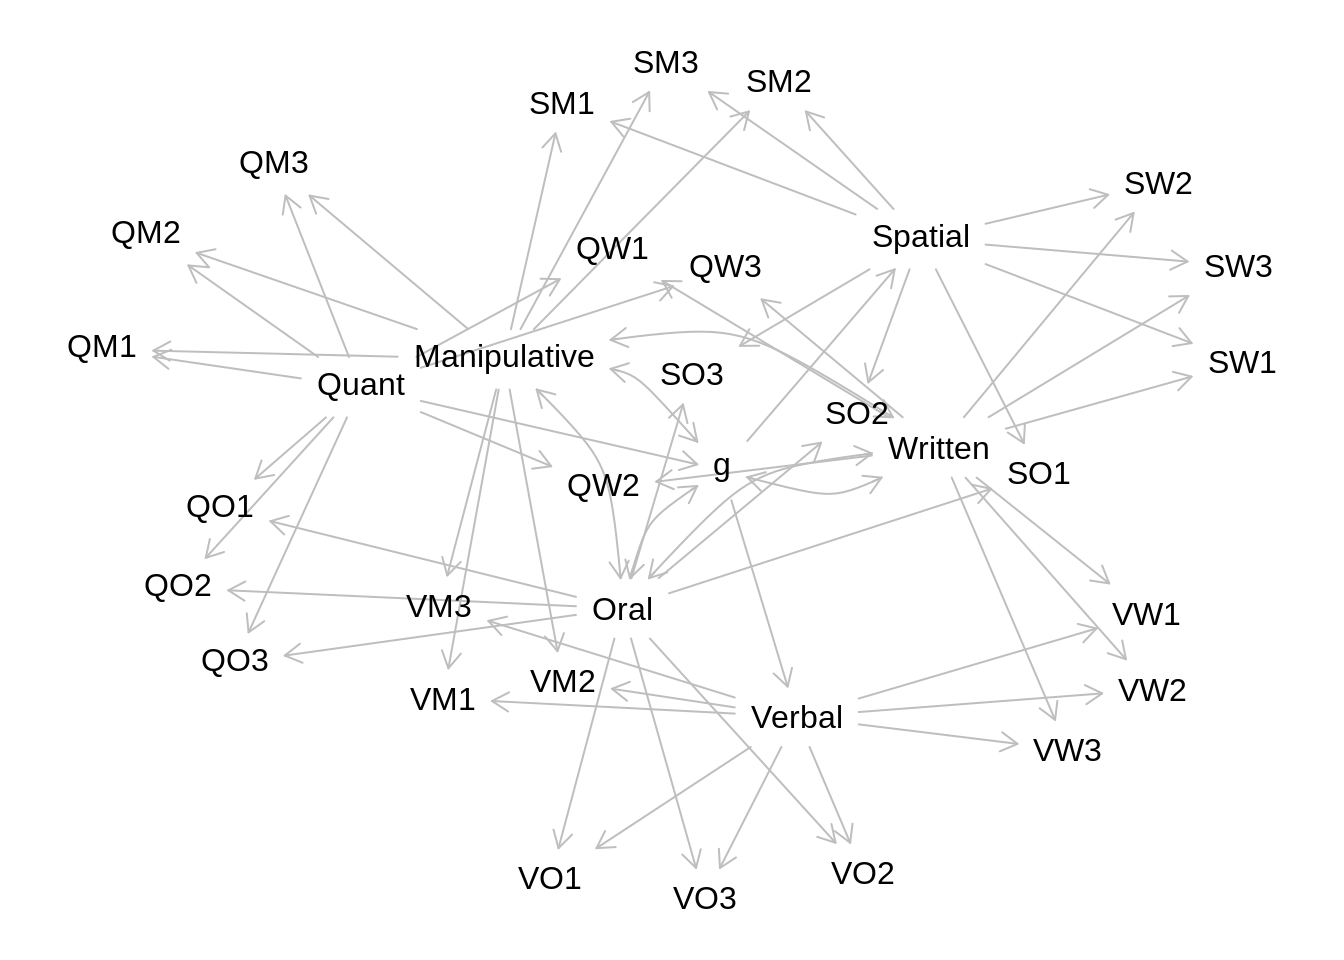 SM3
SM2
SM1
QM3
SW2
QM2
Spatial
QW1
QW3
SW3
QM1
Manipulative
SW1
SO3
Quant
SO2
Written
g
SO1
QW2
QO1
QO2
VM3
Oral
VW1
QO3
VM2
VW2
VM1
Verbal
VW3
VO2
VO1
VO3